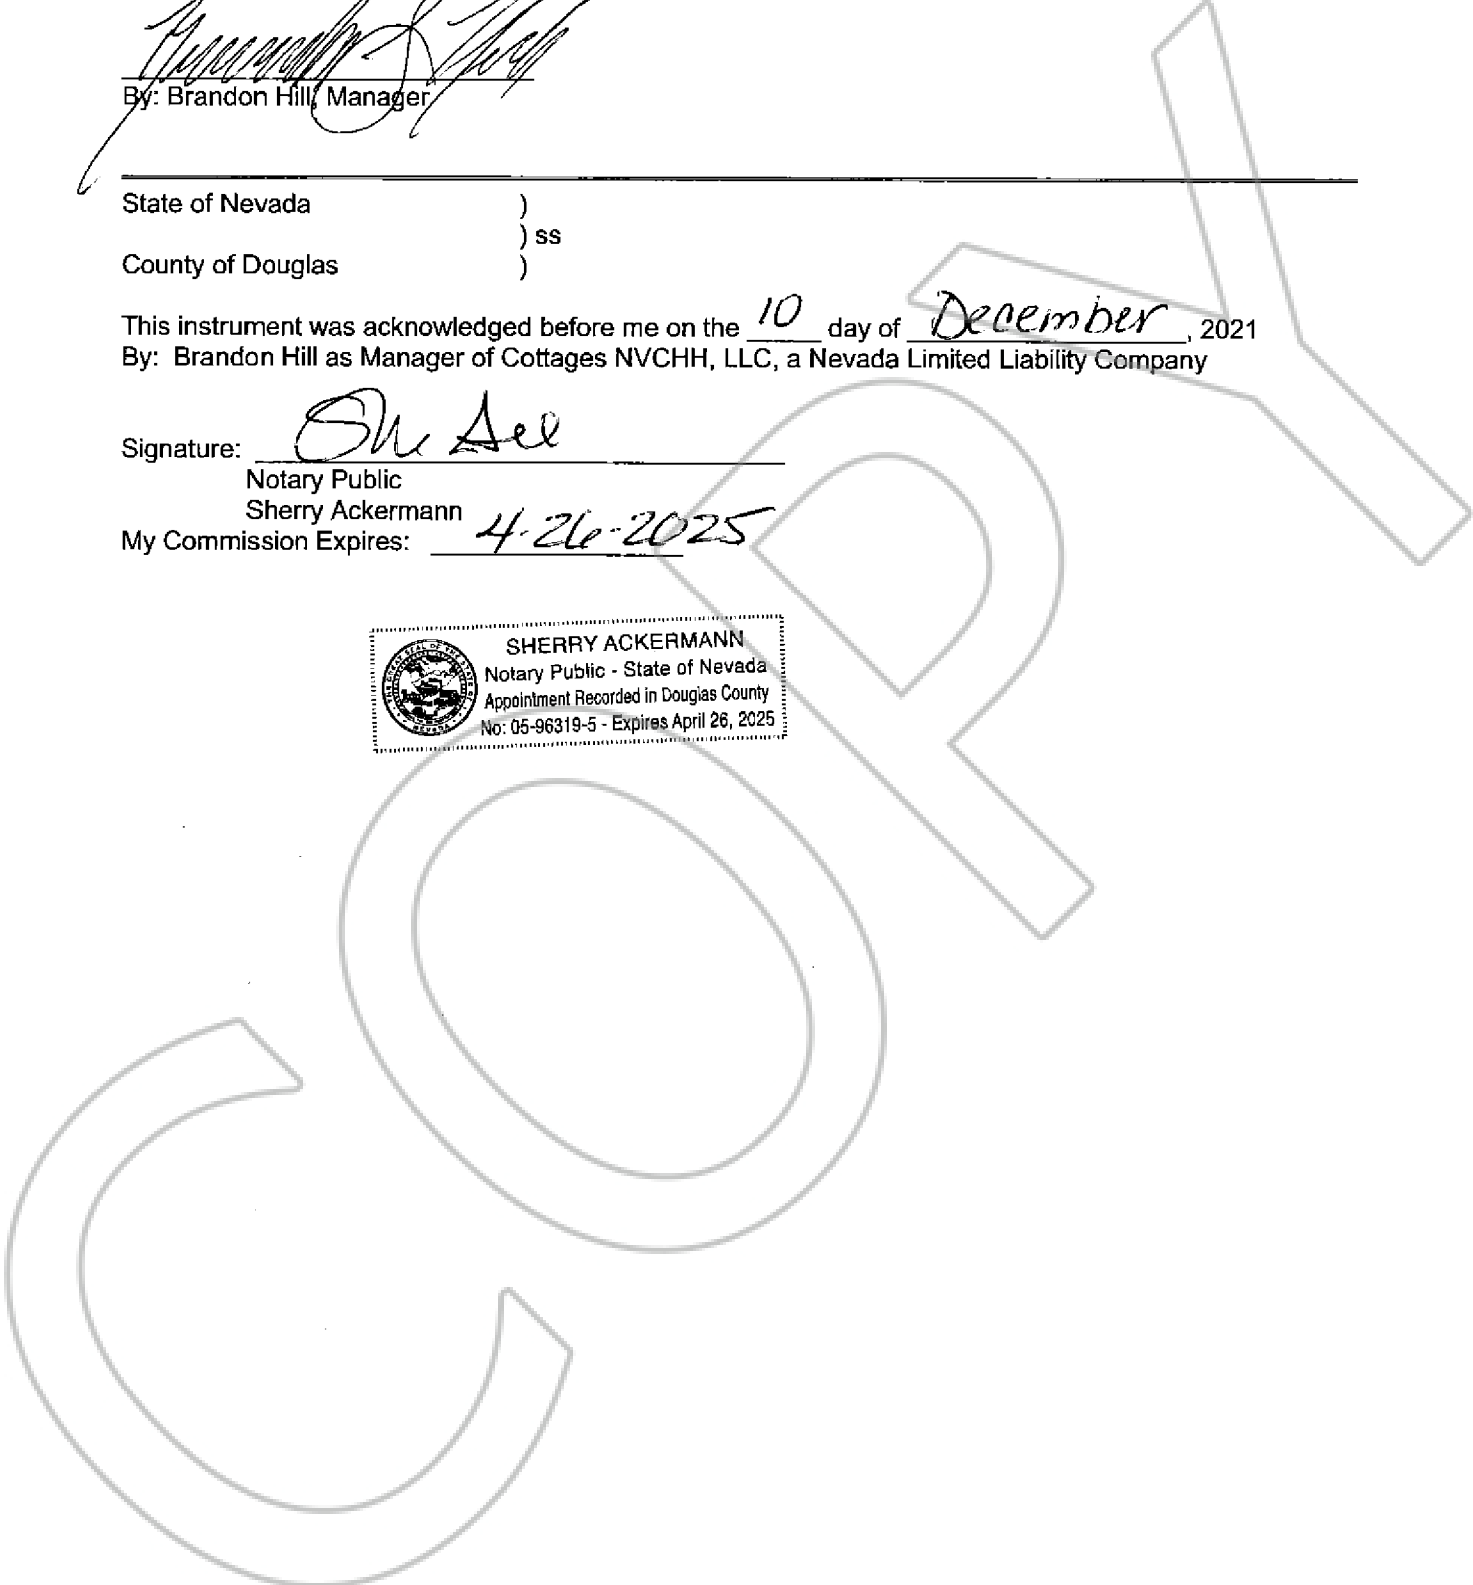 By: Brandon Hill, Manager
State of Nevada )
) ss
County of Douglas )
This instrument was acknowledged before me on the 10 day of December, 2021
By: Brandon Hill as Manager of Cottages NVCHH, LLC, a Nevada Limited Liability Company
Signature:
Notary Public
Sherry Ackermann
My Commission Expires: 4-26-2025
SHERRY ACKERMANN
Notary Public - State of Nevada
Appointment Recorded in Douglas County
No: 05-96319-5 - Expires April 26, 2025
COPY